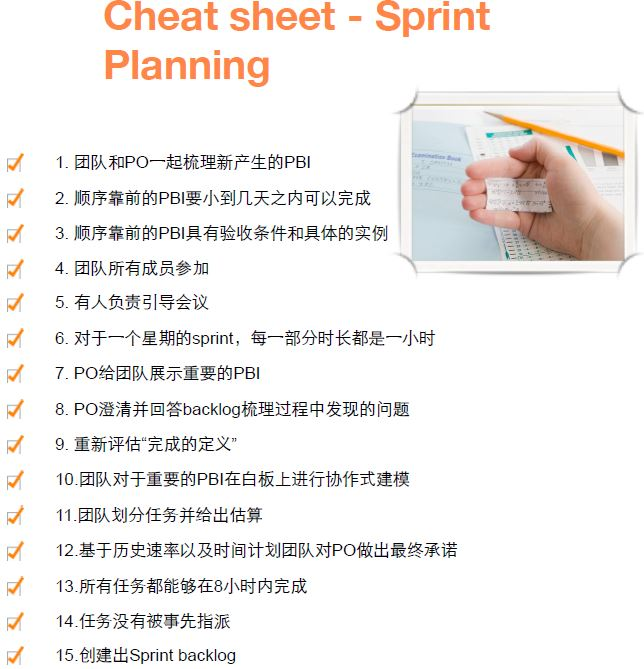 Cheat sheet - Sprint
Planning
Examination Book
1. 团队和PO一起梳理新产生的PBI
2. 顺序靠前的PBI要小到几天之内可以完成
3. 顺序靠前的PBI具有验收条件和具体的实例
4. 团队所有成员参加
5. 有人负责引导会议
6. 对于一个星期的sprint，每一部分时长都是一小时
7. PO给团队展示重要的PBI
8. PO澄清并回答backlog梳理过程中发现的问题
9. 重新评估“完成的定义”
10.团队对于重要的PBI在白板上进行协作式建模
11.团队划分任务并给出估算
12.基于历史速率以及时间计划团队对PO做出最终承诺
13.所有任务都能够在8小时内完成
14.任务没有被事先指派
15.创建出Sprint backlog